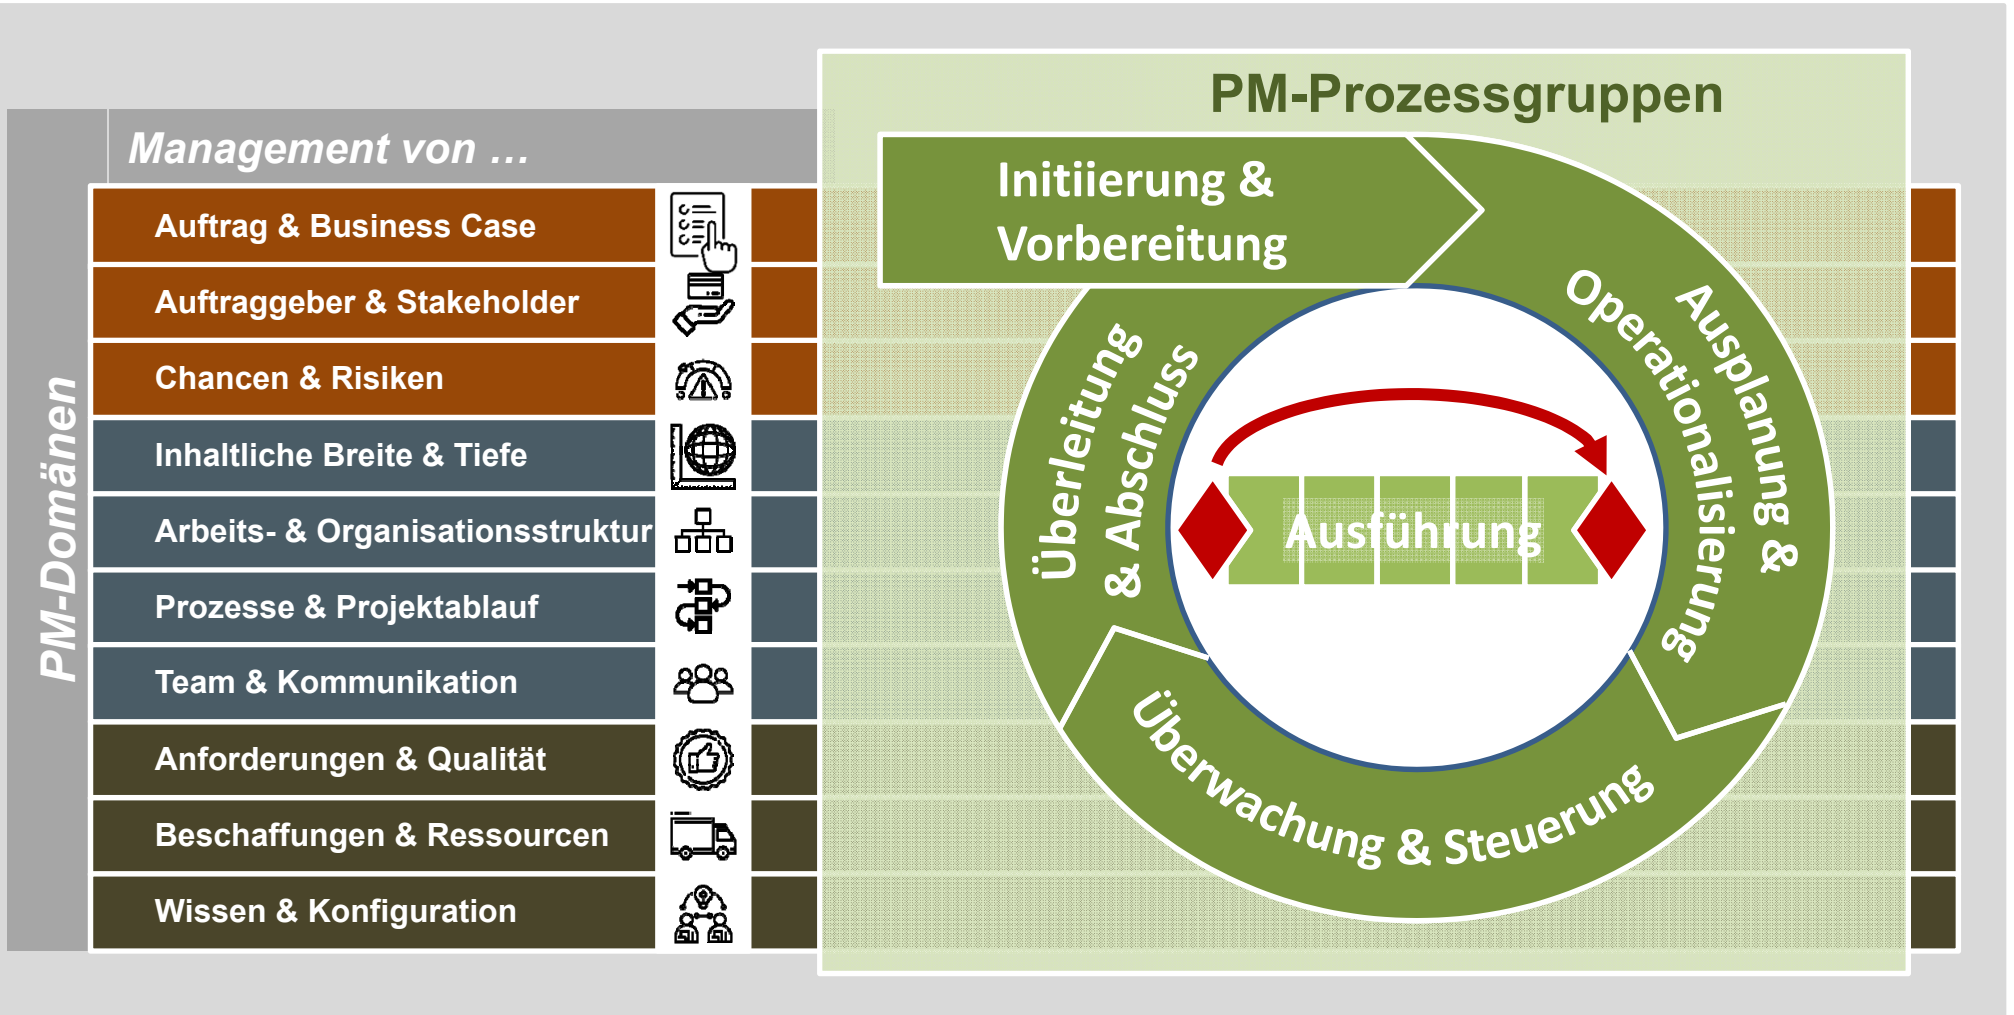 PM-Prozessgruppen
Management von ...
PM-Domänen
Auftrag & Business Case
Auftraggeber & Stakeholder
Chancen & Risiken
Inhaltliche Breite & Tiefe
Arbeits- & Organisationsstruktur
Prozesse & Projektablauf
Team & Kommunikation
Anforderungen & Qualität
Beschaffungen & Ressourcen
Wissen & Konfiguration
Initiierung &
Vorbereitung
Ausplanung &
Operationalisierung
Überwachung & Steuerung
Überleitung
& Abschluss
Ausführung